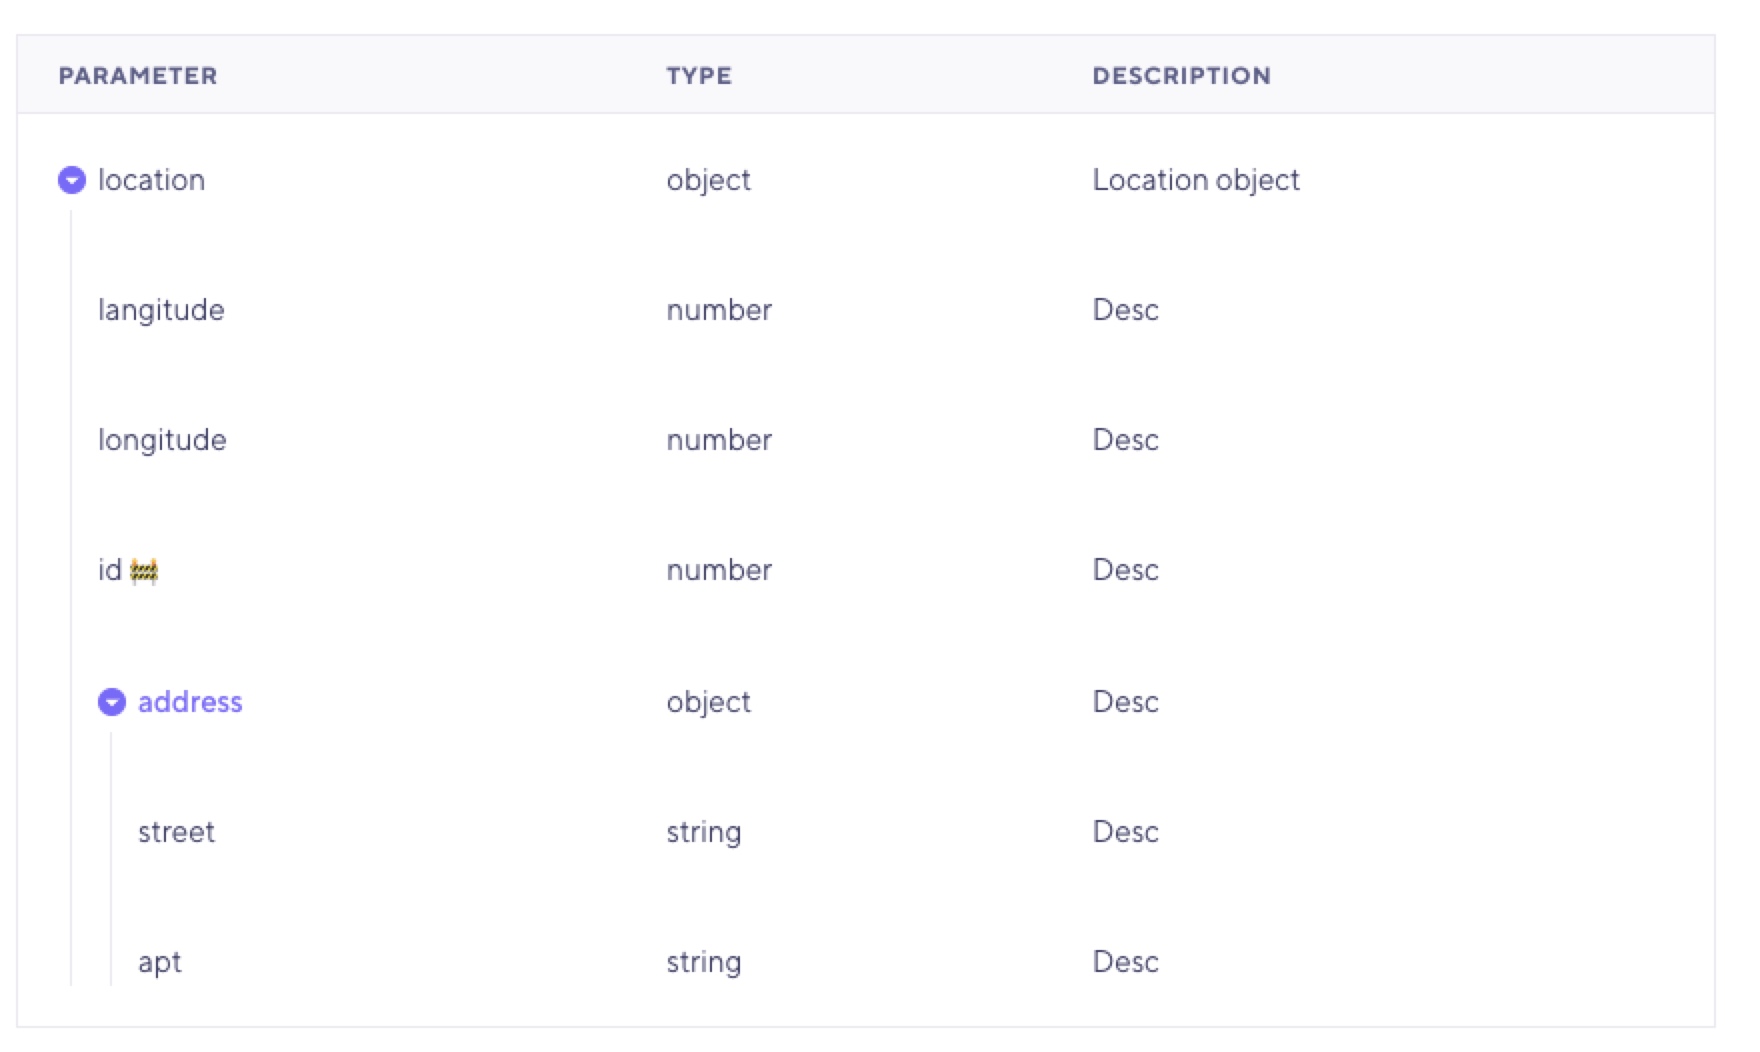 PARAMETER TYPE DESCRIPTION
location object Location object
langitude number Desc
longitude number Desc
id 🚧 number Desc
address object Desc
street string Desc
apt string Desc